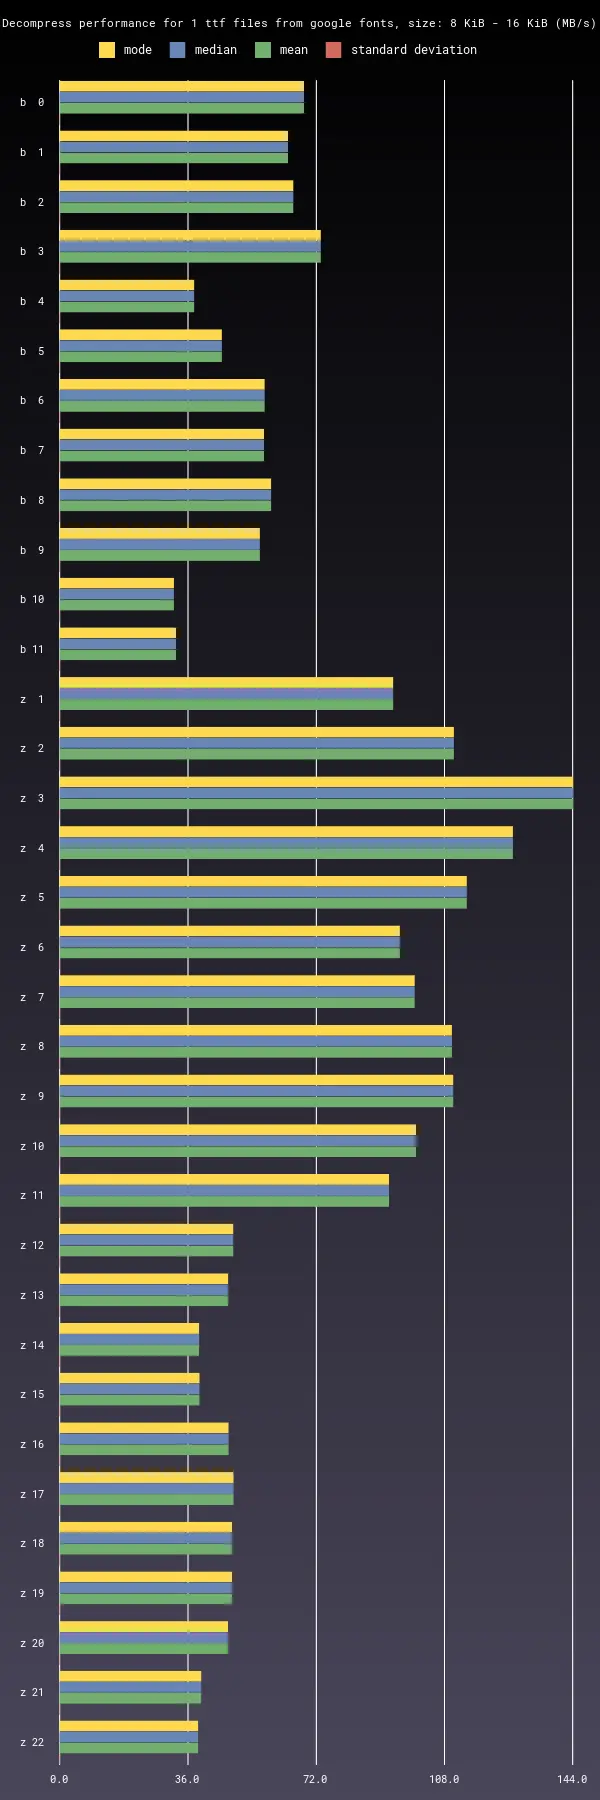 Decompress performance for 1 ttf files from google fonts, size: 8 KiB - 16 KiB (MB/s)
mode median mean standard deviation
b 0
b 1
b 2
b 3
b 4
b 5
b 6
b 7
b 8
b 9
b 10
b 11
z 1
z 2
z 3
z 4
z 5
z 6
z 7
z 8
z 9
z 10
z 11
z 12
z 13
z 14
z 15
z 16
z 17
z 18
z 19
z 20
z 21
z 22
0.0 36.0 72.0 108.0 144.0